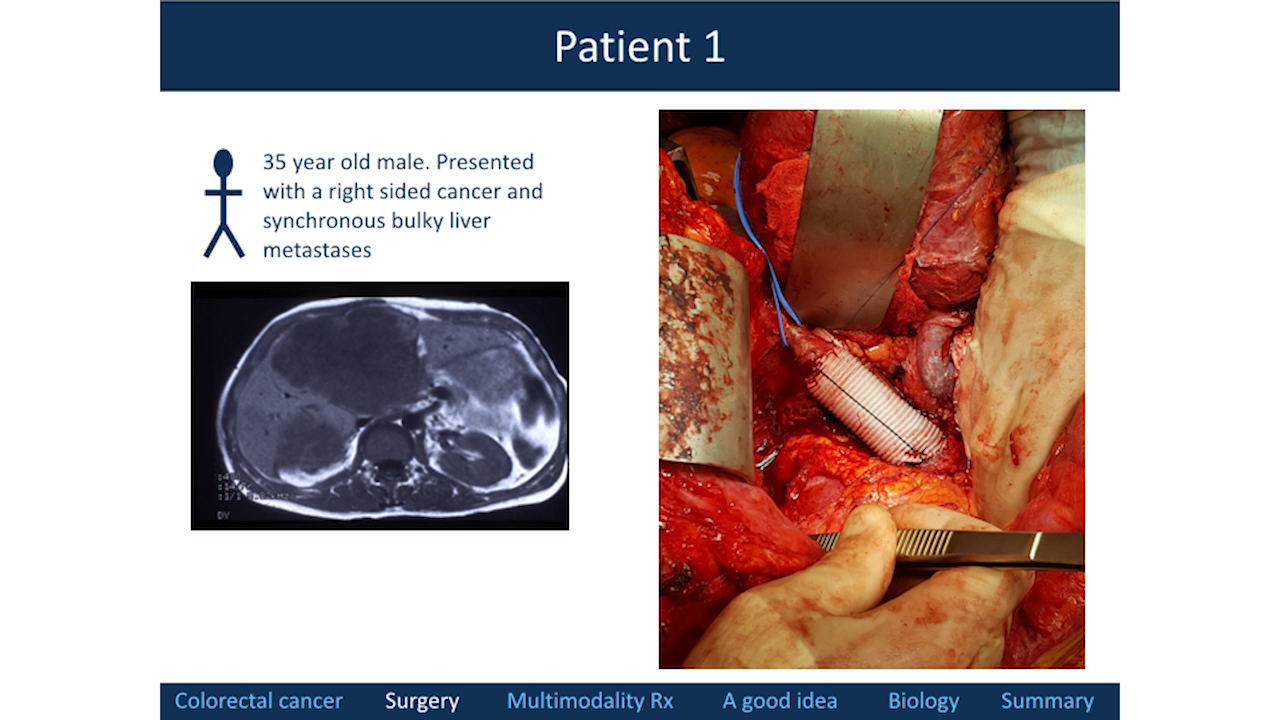 Patient 1
35 year old male. Presented
with a right sided cancer and
synchronous bulky liver
metastases
DV
Colorectal cancer Surgery Multimodality Rx A good idea Biology Summary